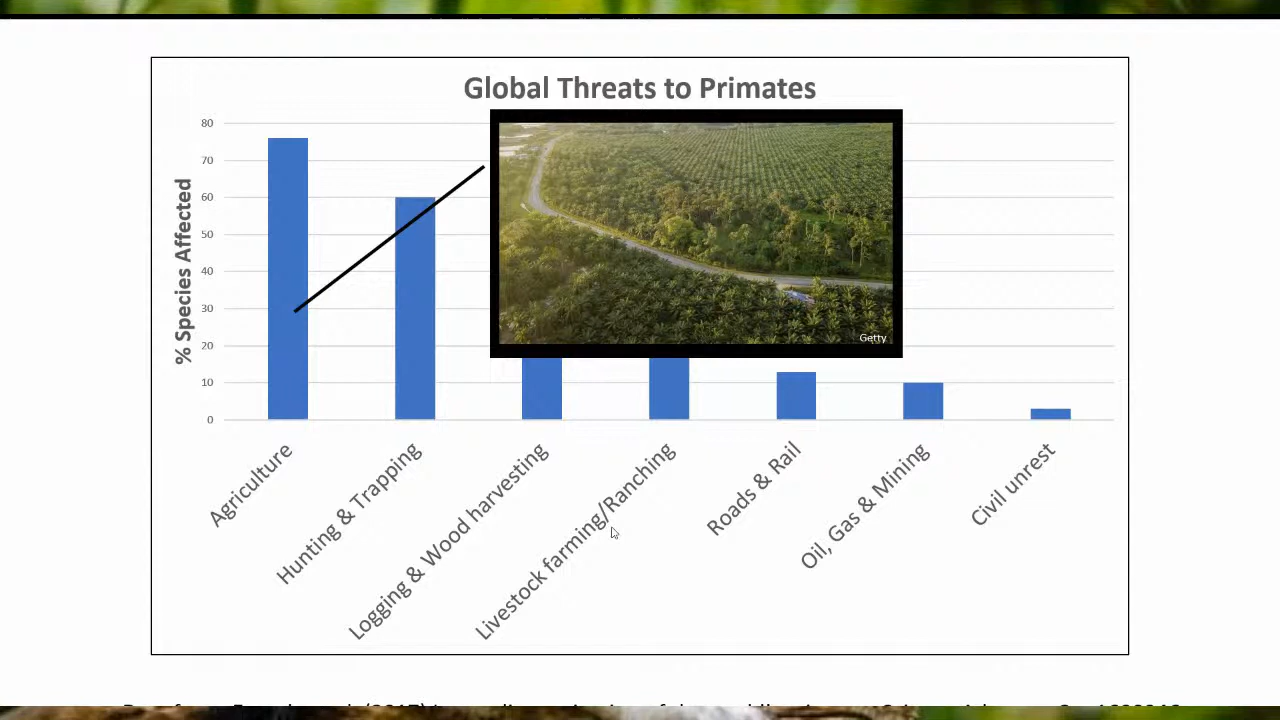 Global Threats to Primates
% Species Affected
80
70
60
50
40
30
20
10
0
Getty
Agriculture
Hunting & Trapping
Logging & Wood harvesting
Livestock farming/Ranching
Roads & Rail
Oil, Gas & Mining
Civil unrest